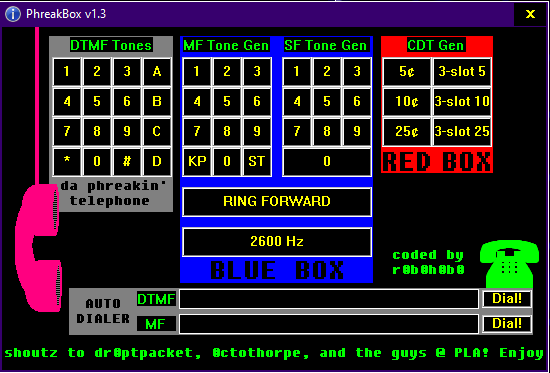 PhreakBox v1.3
X
DTMF Tones
1 2 3 A
4 5 6 B
7 8 9 C
* 0 # D
da phreakin'
telephone
MF Tone Gen
1 2 3
4 5 6
7 8 9
KP 0 ST
SF Tone Gen
1 2 3
4 5 6
7 8 9
0
RING FORWARD
2600 Hz
BLUE BOX
CDT Gen
5¢ 3-slot 5
10¢ 3-slot 10
25¢ 3-slot 25
RED BOX
coded by
r0b0h0b0
AUTO
DIALER
DTMF Dial!
MF Dial!
shoutz to dr0ptpacket, 0ctothorpe, and the guys @ PLA! Enjoy